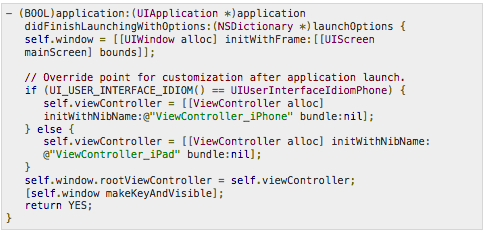 – (BOOL)application:(UIApplication *)application
didFinishLaunchingWithOptions:(NSDictionary *)launchOptions {
self.window = [[UIWindow alloc] initWithFrame:[[UIScreen
mainScreen] bounds]];
// Override point for customization after application launch.
if (UI_USER_INTERFACE_IDIOM() == UIUserInterfaceIdiomPhone) {
self.viewController = [[ViewController alloc]
initWithNibName:@"ViewController_iPhone" bundle:nil];
} else {
self.viewController = [[ViewController alloc] initWithNibName:
@"ViewController_iPad" bundle:nil];
}
self.window.rootViewController = self.viewController;
[self.window makeKeyAndVisible];
return YES;
}